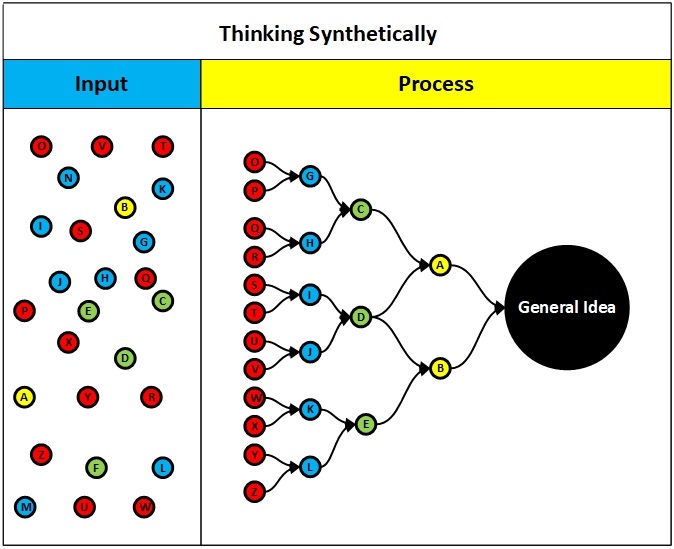 Thinking Synthetically
Input
Process
O V T
N
K
B
I
S
G
J H Q
C
P E
X
D
A Y R
Z
F L
M U W
O
P
Q
R
S
T
U
V
W
X
Y
Z
G
H
I
J
K
L
C
D
E
A
B
General Idea